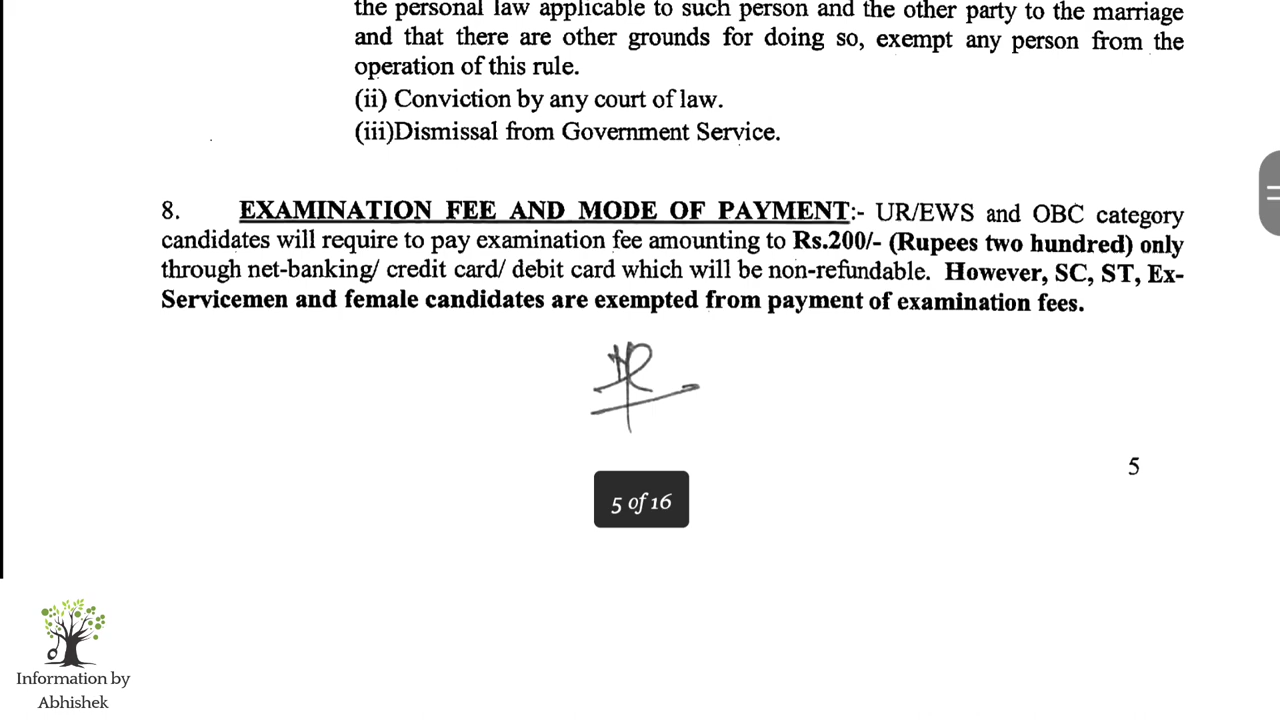 the personal law applicable to such person and the other party to the marriage
and that there are other grounds for doing so, exempt any person from the
operation of this rule.
(ii) Conviction by any court of law.
(iii)Dismissal from Government Service.
8. EXAMINATION FEE AND MODE OF PAYMENT:- UR/EWS and OBC category
candidates will require to pay examination fee amounting to Rs.200/- (Rupees two hundred) only
through net-banking/ credit card/ debit card which will be non-refundable. However, SC, ST, Ex-
Servicemen and female candidates are exempted from payment of examination fees.
5
5 of 16
Information by
Abhishek